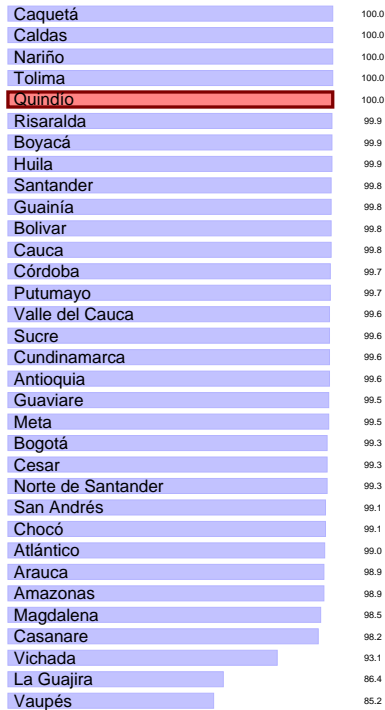 Caquetá 100.0
Caldas 100.0
Nariño 100.0
Tolima 100.0
Quindío 100.0
Risaralda 99.9
Boyacá 99.9
Huila 99.9
Santander 99.8
Guainía 99.8
Bolivar 99.8
Cauca 99.8
Córdoba 99.7
Putumayo 99.7
Valle del Cauca 99.6
Sucre 99.6
Cundinamarca 99.6
Antioquia 99.6
Guaviare 99.5
Meta 99.5
Bogotá 99.3
Cesar 99.3
Norte de Santander 99.3
San Andrés 99.1
Chocó 99.1
Atlántico 99.0
Arauca 98.9
Amazonas 98.9
Magdalena 98.5
Casanare 98.2
Vichada 93.1
La Guajira 86.4
Vaupés 85.2